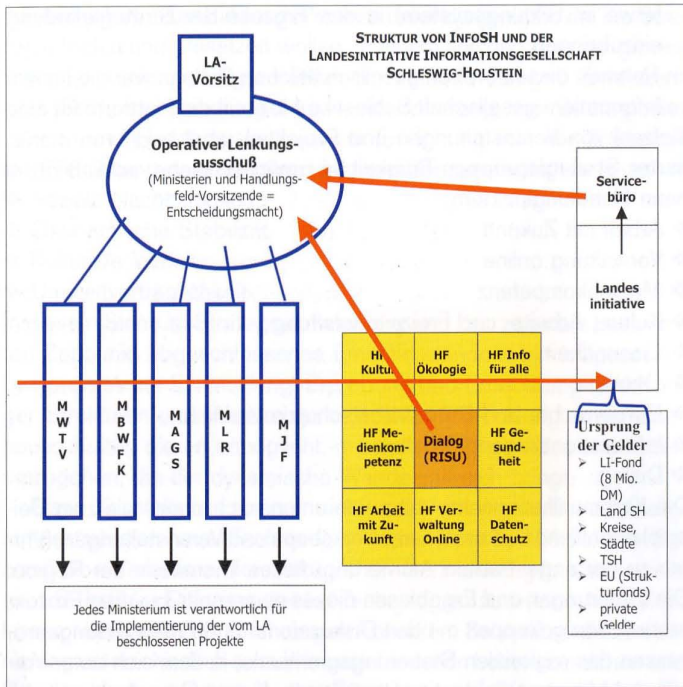 STRUKTUR VON INFOSH UND DER
LANDESINITIATIVE INFORMATIONSGESELLSCHAFT
SCHLESWIG-HOLSTEIN
LA-
Vorsitz
Operativer Lenkungs-
ausschuß
(Ministerien und Handlungs-
feld-Vorsitzende =
Entscheidungsmacht)
Service-
büro
Landes
initiative
MWTV
MBWFK
MAGS
MJF
HF
Kultur
HF
Ökologie
HF Info
für alle
HF Me-
dienkom-
petenz
Dialog
(RISU)
HF Ge-
sund-
heit
HF Arbeit
mit Zu-
kunft
HF Ver-
waltung
Online
HF
Daten-
schutz
Ursprung
der Gelder
➢ LI-Fond
(8 Mio.
DM)
➢ Land SH
➢ Kreise,
Städte
➢ TSH
➢ EU (Struk-
turfonds)
➢ private
Gelder
Jedes Ministerium ist verantwortlich für
die Implementierung der vom LA
beschlossenen Projekte